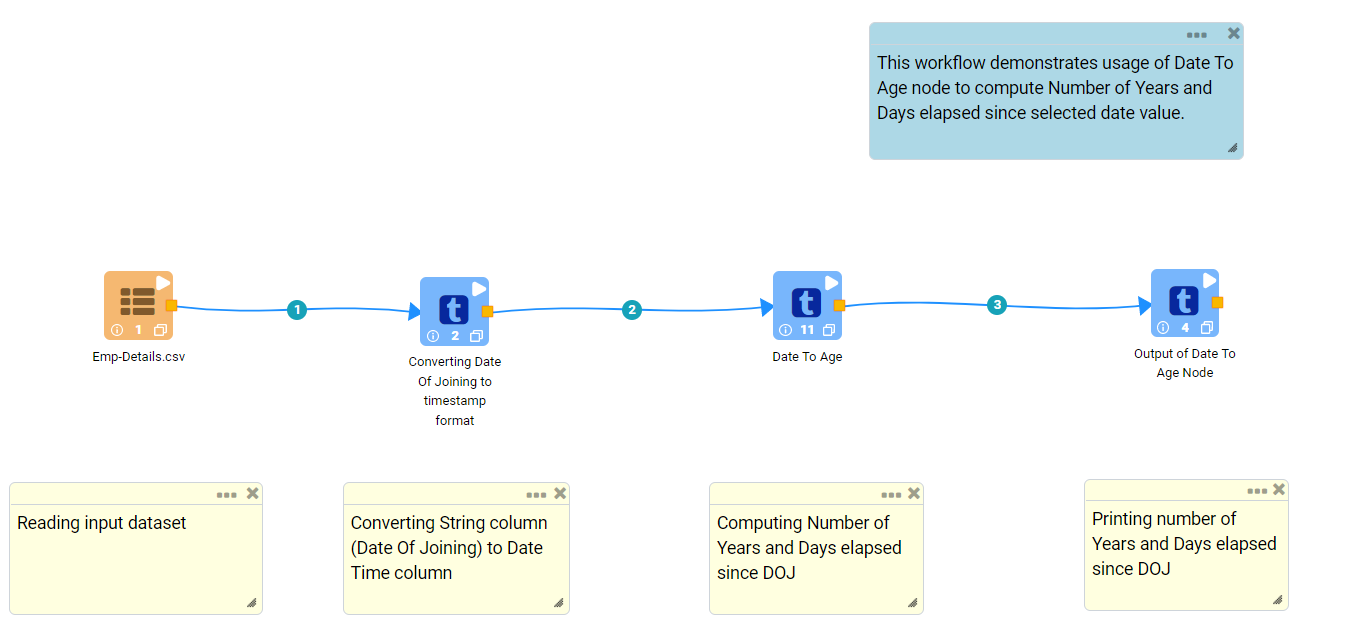 This workflow demonstrates usage of Date To
Age node to compute Number of Years and
Days elapsed since selected date value.
1
t
2
t
11
t
4
1
2
3
Emp-Details.csv
Converting Date
Of Joining to
timestamp
format
Date To Age
Output of Date To
Age Node
Reading input dataset
Converting String column
(Date Of Joining) to Date
Time column
Computing Number of
Years and Days elapsed
since DOJ
Printing number of
Years and Days elapsed
since DOJ